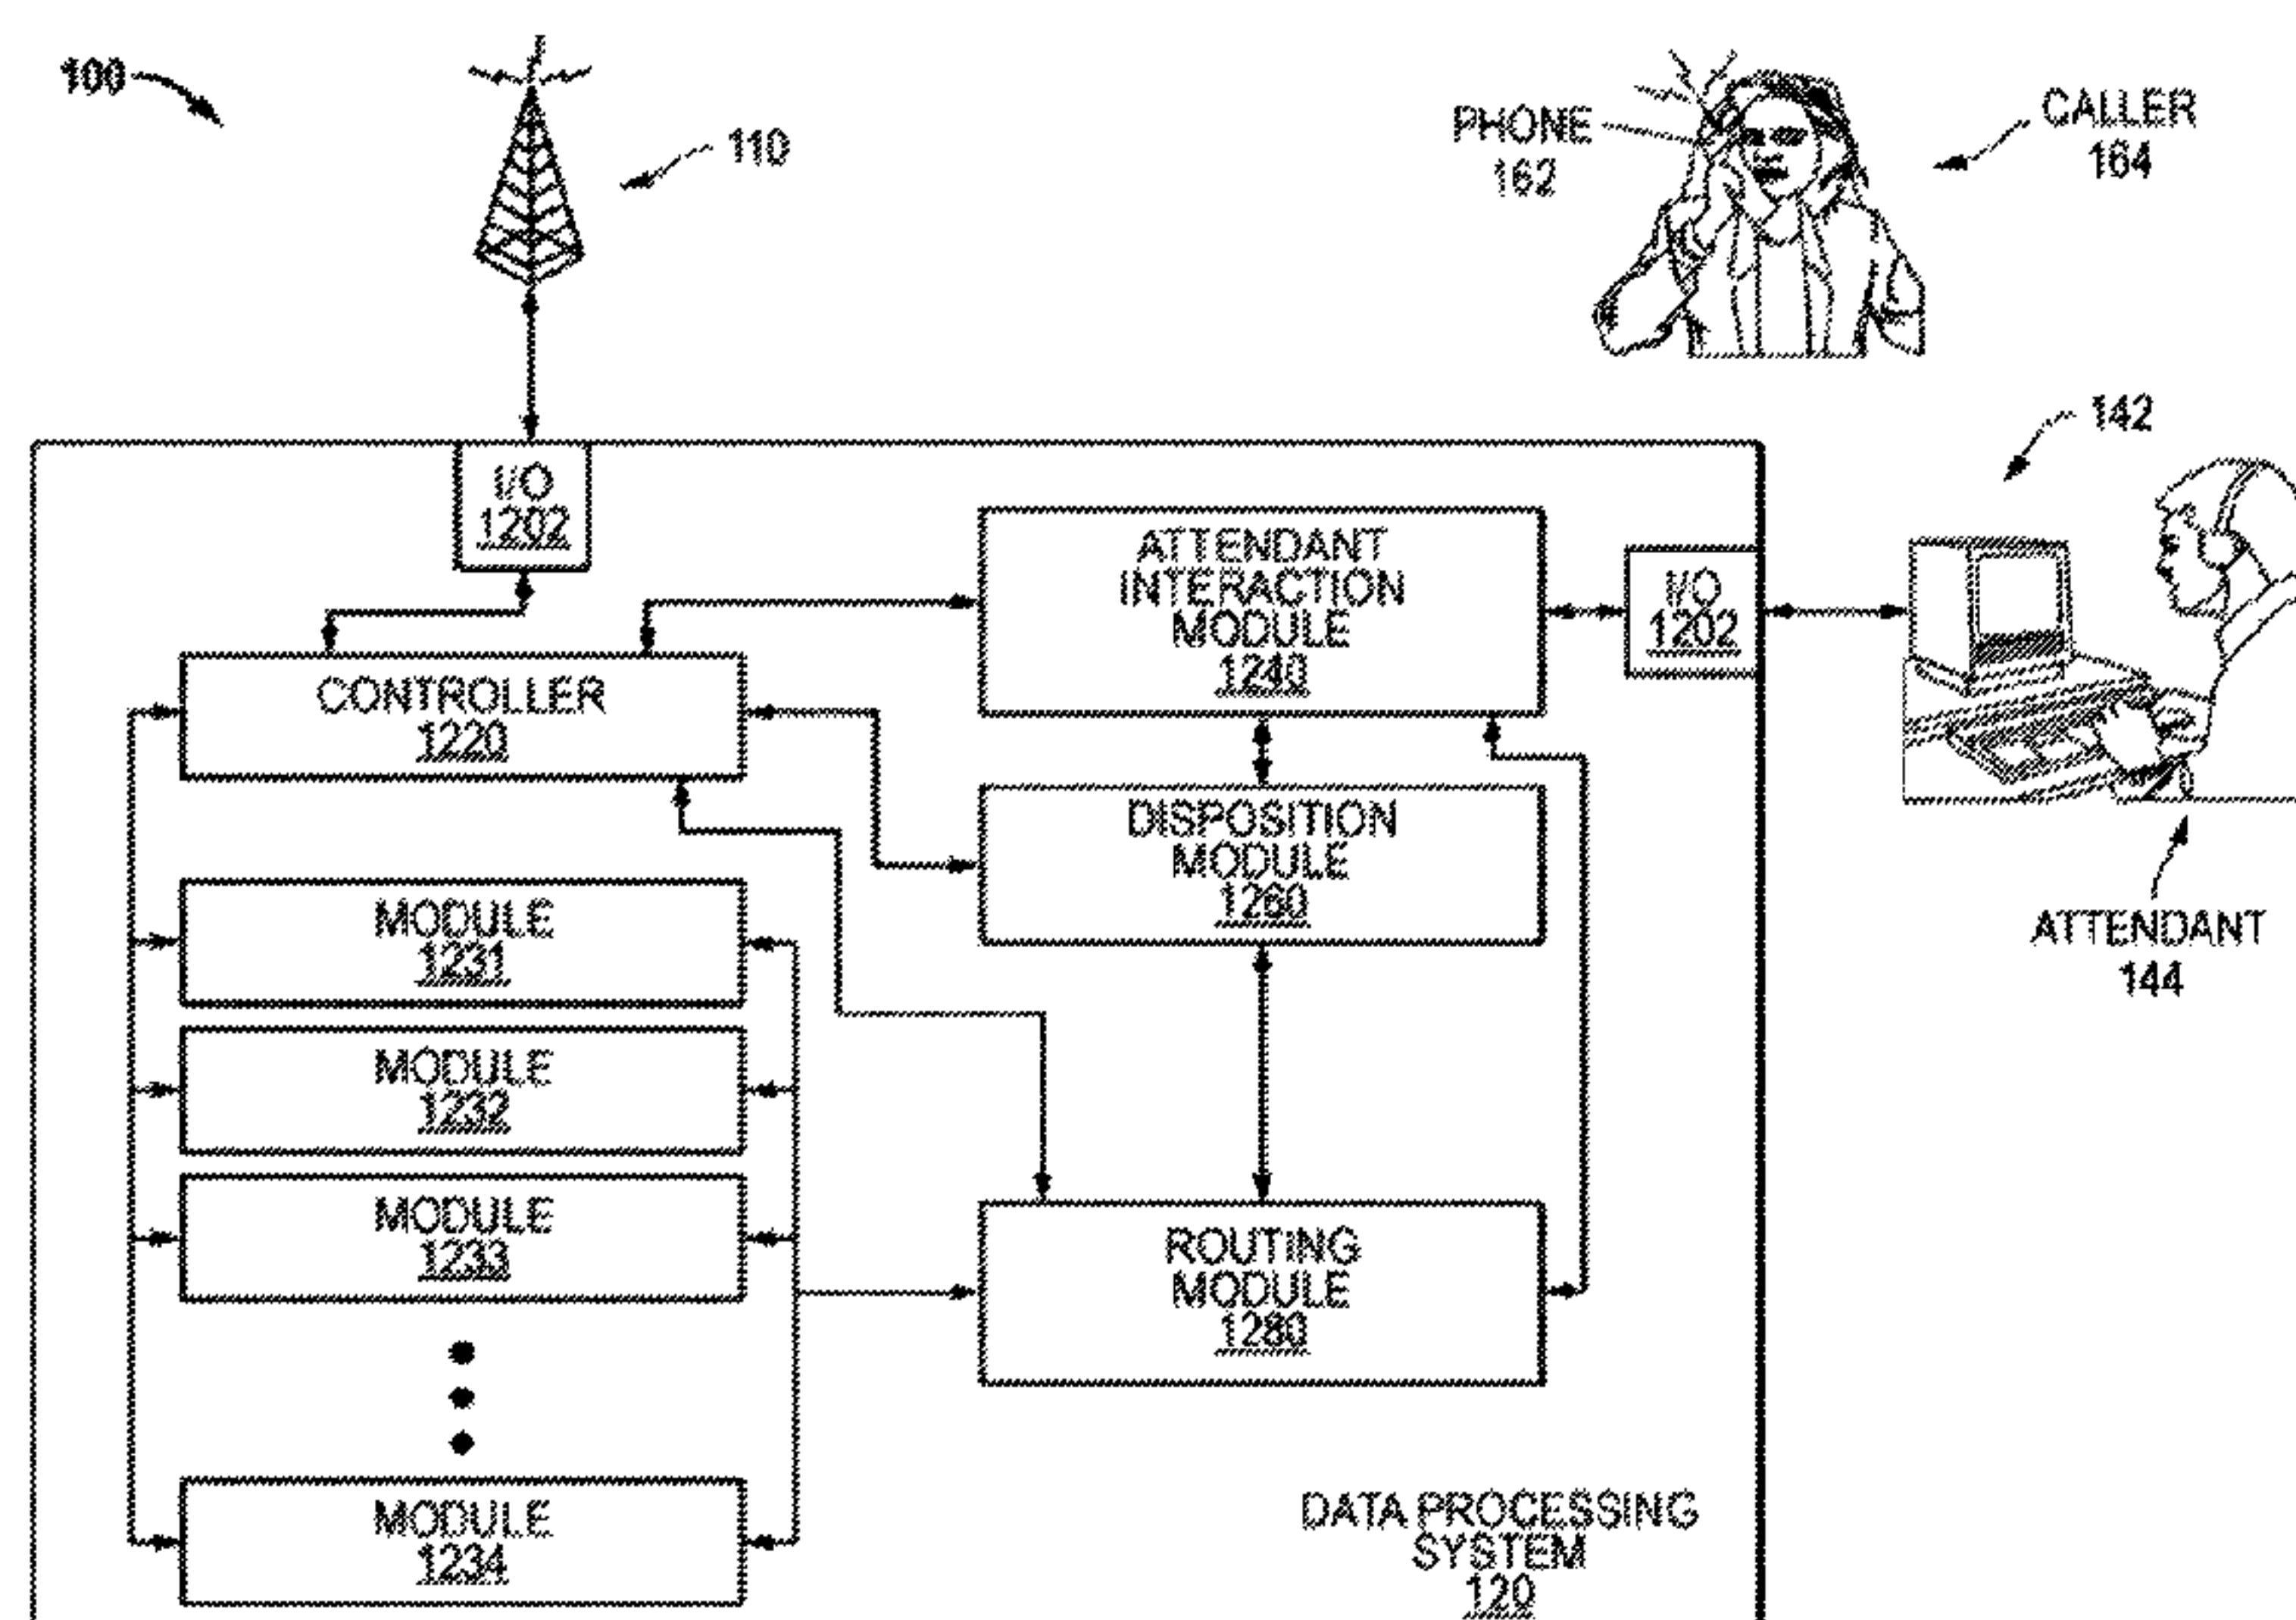 100
110
PHONE
162
CALLER
164
142
I/O
1202
ATTENDANT
INTERACTION
MODULE
1240
I/O
1202
CONTROLLER
1220
DISPOSITION
MODULE
1260
ATTENDANT
144
MODULE
1231
MODULE
1232
MODULE
1233
ROUTING
MODULE
1280
MODULE
1234
DATA PROCESSING
SYSTEM
120